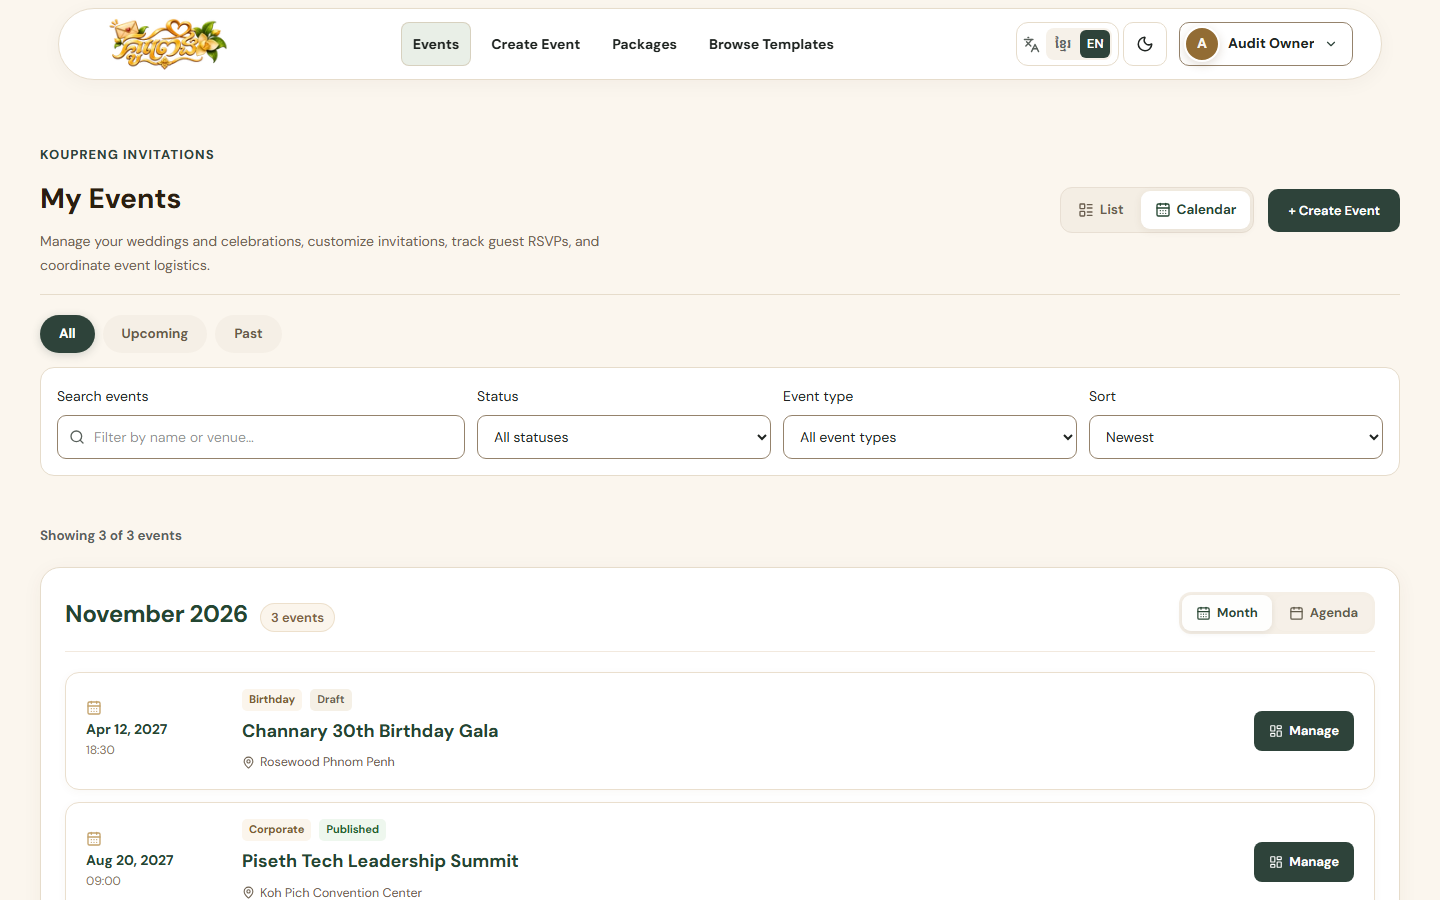 គូព្រេង
Events
Create Event
Packages
Browse Templates
ខ្មែរ
EN
A
Audit Owner
KOUPRENG INVITATIONS
My Events
Manage your weddings and celebrations, customize invitations, track guest RSVPs, and
coordinate event logistics.
List
Calendar
+ Create Event
All
Upcoming
Past
Search events
Status
Event type
Sort
Filter by name or venue...
All statuses
All event types
Newest
Showing 3 of 3 events
November 2026
3 events
Month
Agenda
Birthday
Draft
Apr 12, 2027
Channary 30th Birthday Gala
18:30
Rosewood Phnom Penh
Manage
Corporate
Published
Aug 20, 2027
Piseth Tech Leadership Summit
09:00
Koh Pich Convention Center
Manage